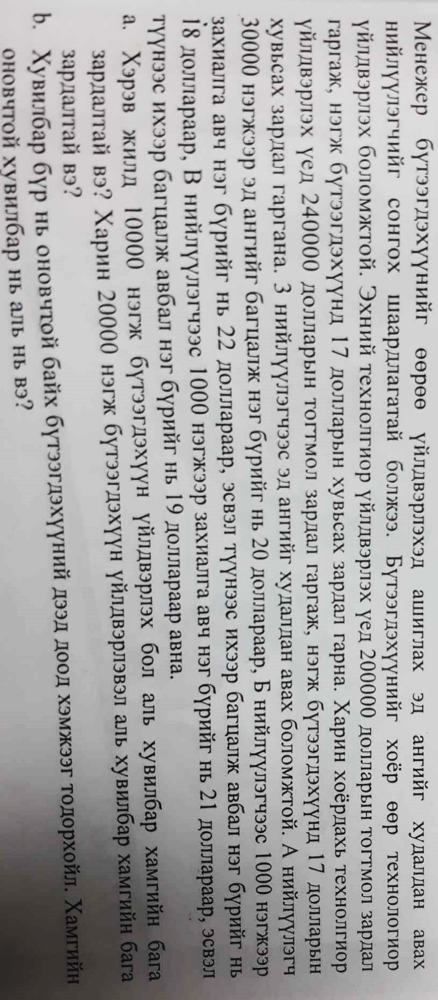 Менежер бүтээгдэхүүнийг өөрөө үйлдвэрлэхэд ашиглах эд ангийг худалдан авах
нийлүүлэгчийг сонгох шаардлагатай болжээ. Бүтээгдэхүүнийг хоёр өөр технологиор
үйлдвэрлэх боломжтой. Эхний технолгиор үйлдвэрлэх үед 200000 долларын тогтмол зардал
гаргаж, нэгж бүтээгдэхүүнд 17 долларын хувьсах зардал гарна. Харин хоёрдахь технолгиор
үйлдвэрлэх үед 240000 долларын тогтмол зардал гаргаж, нэгж бүтээгдэхүүнд 17 долларын
хувьсах зардал гаргана. 3 нийлүүлэгчээс эд ангийг худалдан авах боломжтой. А нийлүүлэгч
30000 нэгжээр эд ангийг багцалж нэг бүрийг нь 20 доллараар, Б нийлүүлэгчээс 1000 нэгжээр
захиалга авч нэг бүрийг нь 22 доллараар, эсвэл түүнээс ихээр багцалж авбал нэг бүрийг нь
18 доллараар, В нийлүүлэгчээс 1000 нэгжээр захиалга авч нэг бүрийг нь 21 доллараар, эсвэл
түүнээс ихээр багцалж авбал нэг бүрийг нь 19 доллараар авна.
a. Хэрэв жилд 10000 нэгж бүтээгдэхүүн үйлдвэрлэх бол аль хувилбар хамгийн бага
зардалтай вэ? Харин 20000 нэгж бүтээгдэхүүн үйлдвэрлэвэл аль хувилбар хамгийн бага
зардалтай вэ?
b. Хувилбар бүр нь оновчтой байх бүтээгдэхүүний дээд доод хэмжээг тодорхойл. Хамгийн
оновчтой хувилбар нь аль нь вэ?